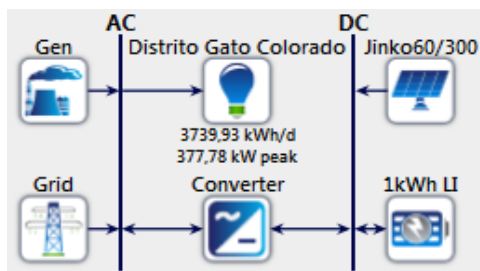 AC DC
Gen Distrito Gato Colorado Jinko60/300
3739,93 kWh/d
377,78 kW peak
Grid Converter 1kWh LI